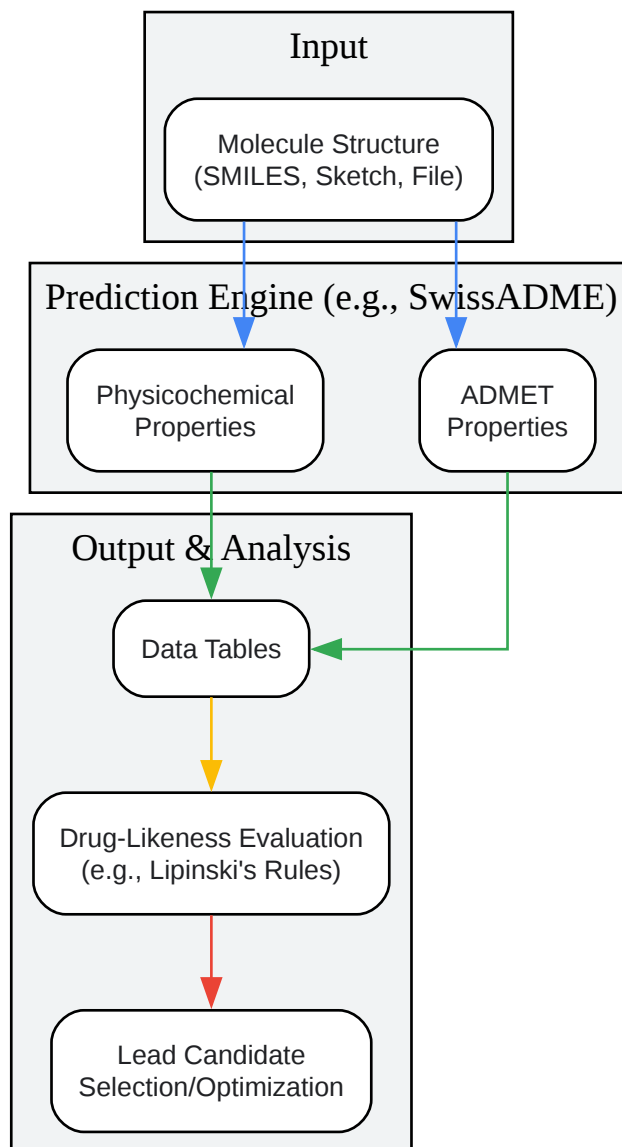 Input
Molecule Structure
(SMILES, Sketch, File)
Prediction Engine (e.g., SwissADME)
Physicochemical
Properties
ADMET
Properties
Output & Analysis
Data Tables
Drug-Likeness Evaluation
(e.g., Lipinski's Rules)
Lead Candidate
Selection/Optimization